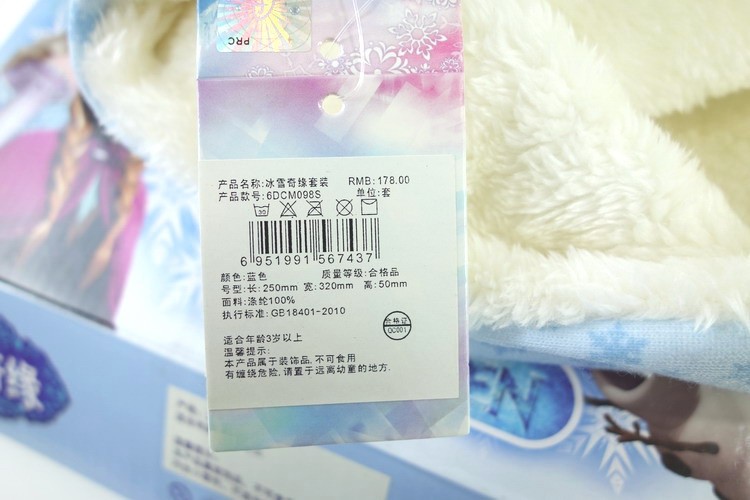 PRC
产品名称:冰雪奇缘套装 RMB:178.00
产品款号:6DCM098S 单位:套
30
6 951991 567437
颜色:蓝色 质量等级:合格品
号型:长:250mm 宽:320mm 高:50mm
面料:涤纶100%
执行标准:GB18401-2010
合格证
QC001
适合年龄3岁以上
温馨提示:
本产品属于装饰品,不可食用
有缠绕危险,请置于远离幼童的地方.
缘